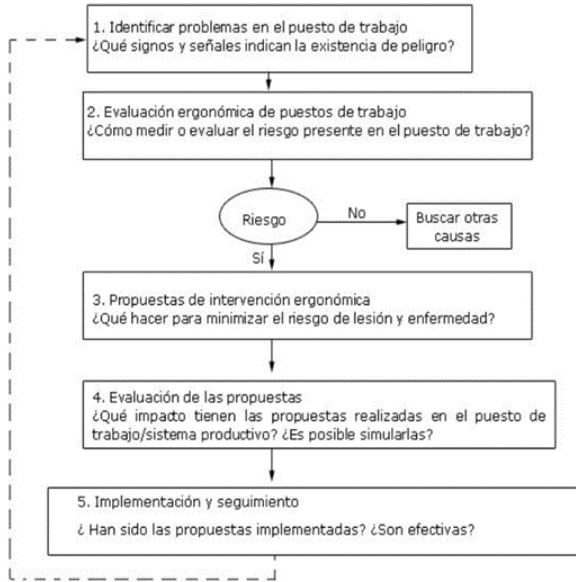 1. Identificar problemas en el puesto de trabajo
¿Qué signos y señales indican la existencia de peligro?
2. Evaluación ergonómica de puestos de trabajo
¿Cómo medir o evaluar el riesgo presente en el puesto de trabajo?
Riesgo
No
Buscar otras
causas
Sí
3. Propuestas de intervención ergonómica
¿Qué hacer para minimizar el riesgo de lesión y enfermedad?
4. Evaluación de las propuestas
¿Qué impacto tienen las propuestas realizadas en el puesto de
trabajo/sistema productivo? ¿Es posible simularlas?
5. Implementación y seguimiento
¿ Han sido las propuestas implementadas? ¿Son efectivas?